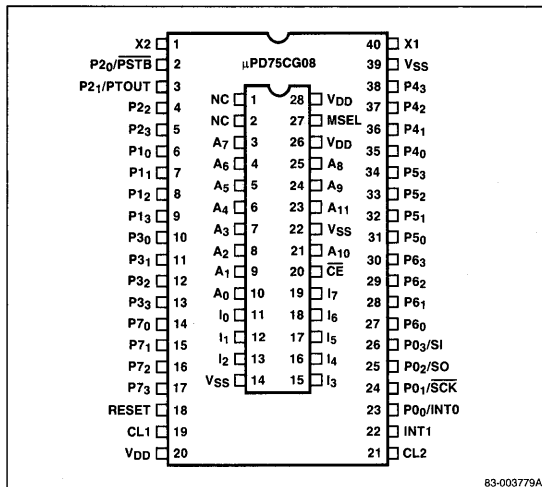 X2 1 40 X1
P2₀/P̅S̅T̅B̅ 2 µPD75CG08 39 VSS
P2₁/PTOUT 3 38 P4₃
P2₂ 4 NC 1 28 VDD 37 P4₂
P2₃ 5 NC 2 27 MSEL 36 P4₁
P1₀ 6 A₇ 3 26 VDD 35 P4₀
P1₁ 7 A₆ 4 25 A₈ 34 P5₃
P1₂ 8 A₅ 5 24 A₉ 33 P5₂
P1₃ 9 A₄ 6 23 A₁₁ 32 P5₁
P3₀ 10 A₃ 7 22 VSS 31 P5₀
P3₁ 11 A₂ 8 21 A₁₀ 30 P6₃
P3₂ 12 A₁ 9 20 C̅E̅ 29 P6₂
P3₃ 13 A₀ 10 19 I₇ 28 P6₁
P7₀ 14 I₀ 11 18 I₆ 27 P6₀
P7₁ 15 I₁ 12 17 I₅ 26 P0₃/SI
P7₂ 16 I₂ 13 16 I₄ 25 P0₂/SO
P7₃ 17 VSS 14 15 I₃ 24 P0₁/S̅C̅K̅
RESET 18 23 P0₀/INT0
CL1 19 22 INT1
VDD 20 21 CL2
83-003779A